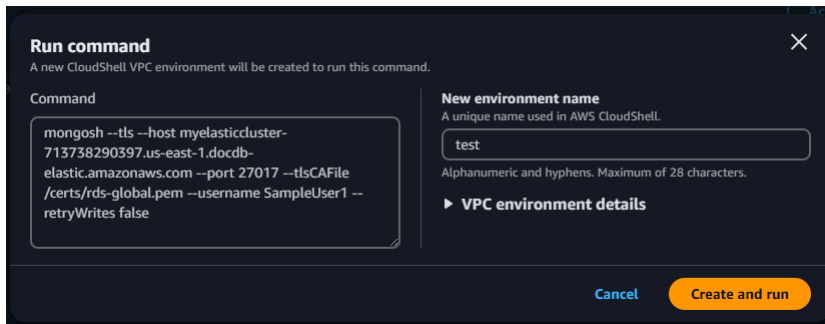 Run command
A new CloudShell VPC environment will be created to run this command.
Command
mongosh --tls --host myelasticcluster-
713738290397.us-east-1.docdb-
elastic.amazonaws.com --port 27017 --tlsCAFile
/certs/rds-global.pem --username SampleUser1 --
retryWrites false
New environment name
A unique name used in AWS CloudShell.
test
Alphanumeric and hyphens. Maximum of 28 characters.
VPC environment details
Cancel
Create and run